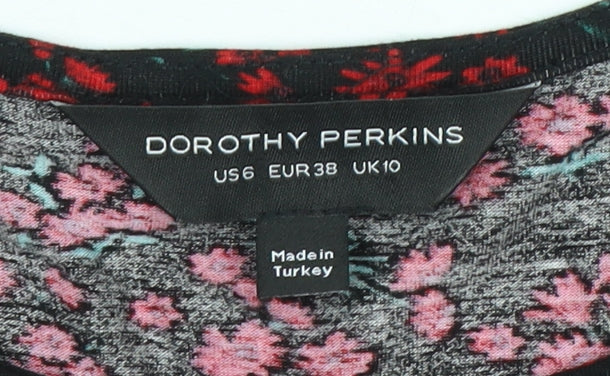 DOROTHY PERKINS
US6 EUR38 UK10
Made in
Turkey